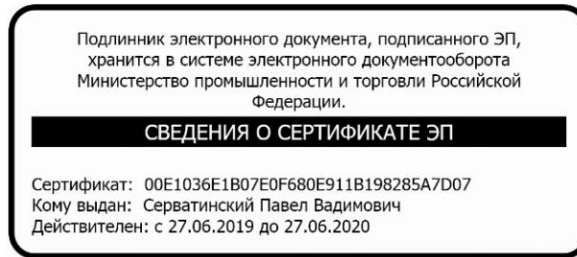 Подлинник электронного документа, подписанного ЭП,
хранится в системе электронного документооборота
Министерство промышленности и торговли Российской
Федерации.
СВЕДЕНИЯ О СЕРТИФИКАТЕ ЭП
Сертификат: 00E1036E1B07E0F680E911B198285A7D07
Кому выдан: Серватинский Павел Вадимович
Действителен: с 27.06.2019 до 27.06.2020